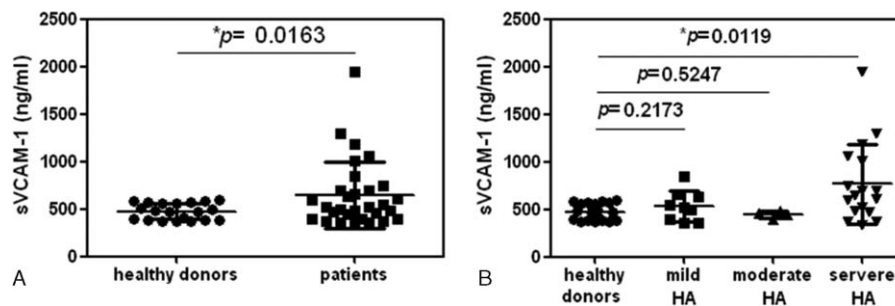 2500
2000
1500
1000
500
0
sVCAM-1 (ng/ml)
*p= 0.0163
healthy donors
patients
A
2500
2000
1500
1000
500
0
sVCAM-1 (ng/ml)
*p=0.0119
p=0.5247
p=0.2173
healthy donors
mild HA
moderate HA
servere HA
B